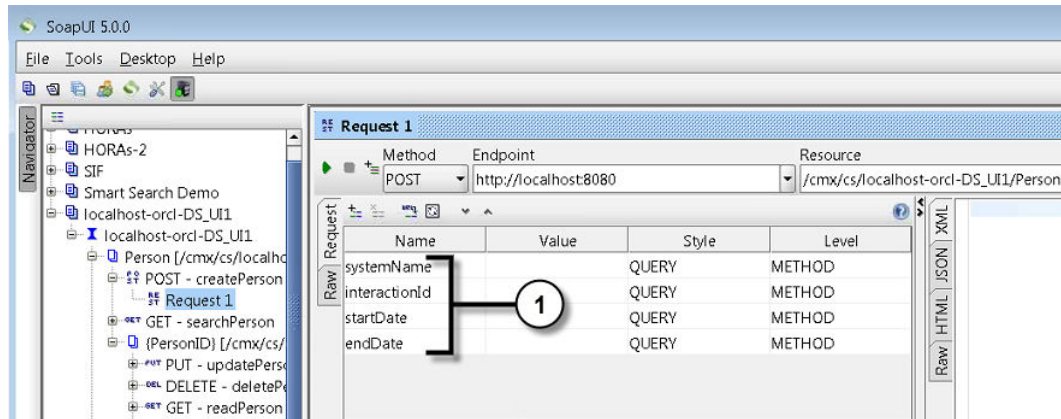 SoapUI 5.0.0
File Tools Desktop Help
Navigator
HORAs-2
SIF
Smart Search Demo
localhost-orcl-DS_UI1
localhost-orcl-DS_UI1
Person [/cmx/cs/localhc
POST - createPerson
Request 1
GET - searchPerson
{PersonID} [/cmx/cs/
PUT - updatePerso
DELETE - deletePe
GET - readPerson
Request 1
Method Endpoint Resource
POST http://localhost:8080 /cmx/cs/localhost-orcl-DS_UI1/Person
Request
Raw
Name Value Style Level
systemName QUERY METHOD
interactionId QUERY METHOD
startDate QUERY METHOD
endDate QUERY METHOD
1
XML
JSON
HTML
Raw